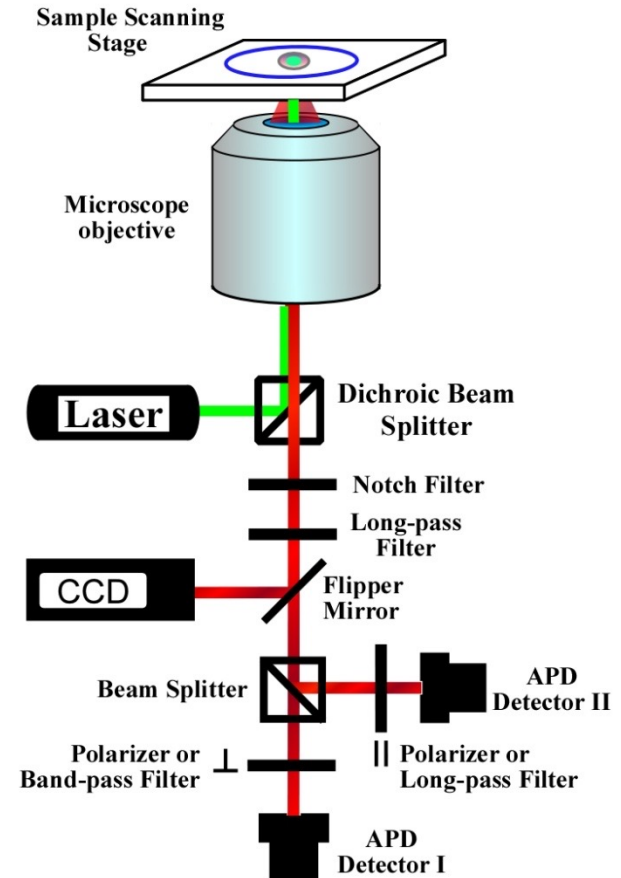 Sample Scanning
Stage
Microscope
objective
Laser
Dichroic Beam
Splitter
Notch Filter
Long-pass
Filter
CCD
Flipper
Mirror
Beam Splitter
APD
Detector II
Polarizer or
Band-pass Filter
⊥
||
Polarizer or
Long-pass Filter
APD
Detector I